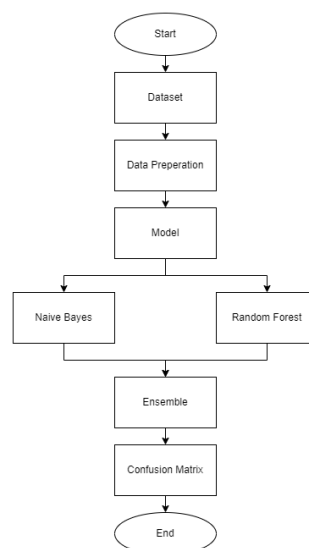 Start
Dataset
Data Preperation
Model
Naive Bayes
Random Forest
Ensemble
Confusion Matrix
End